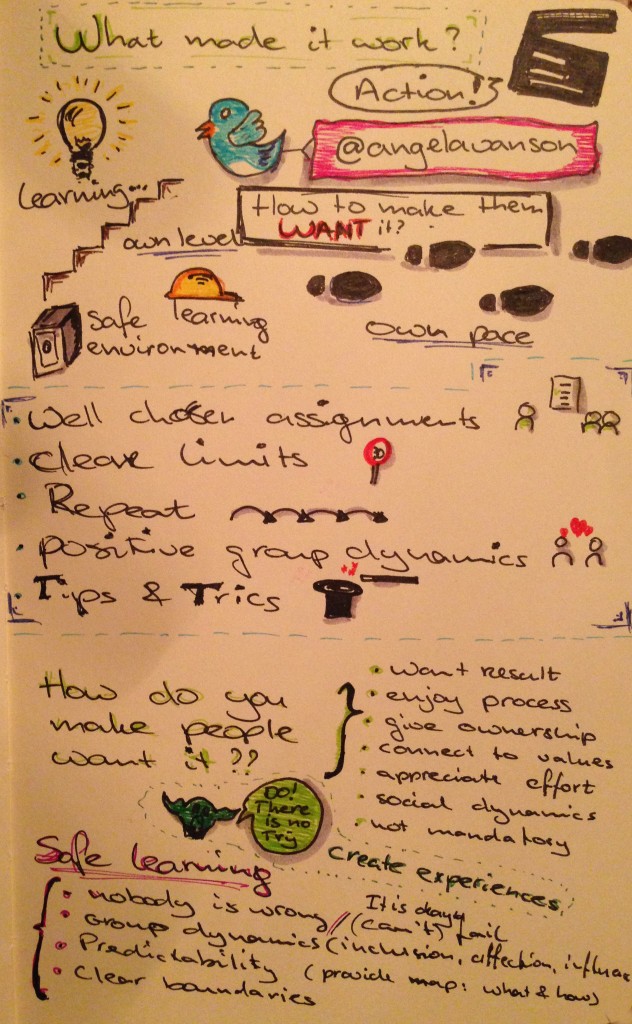 What made it work?
Action!
@angelawanson
learning...
How to make them
WANT it?
own level
safe learning
environment
own pace
• Well chosen assignments
• cleare limits
30
• Repeat
• positive group dynamics
• Tips & Trics
How do you
make people
want it??
• want result
• enjoy process
• give ownership
• connect to values
• appreciate effort
• social dynamics
• not mandatory
DO!
There
is no
Try
create experiences
Safe learning
• nobody is wrong // It is okay
(can't) fail
• Group dynamics (inclusion, affection, influence
• Predictability (provide map: what & how)
• Clear boundaries